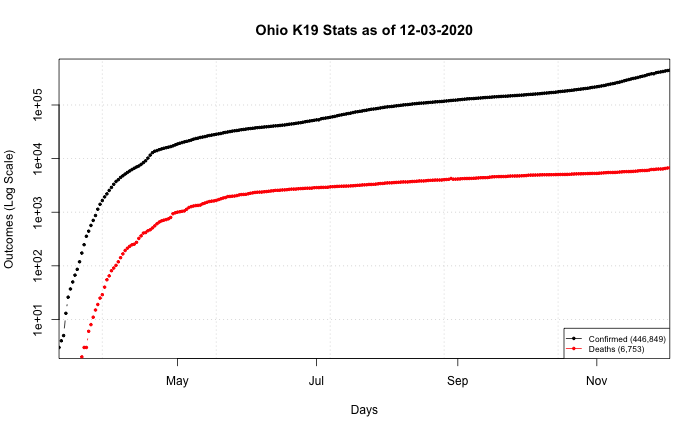 Ohio K19 Stats as of 12-03-2020
Outcomes (Log Scale)
1e+05
1e+04
1e+03
1e+02
1e+01
Confirmed (446,849)
Deaths (6,753)
May
Jul
Sep
Nov
Days